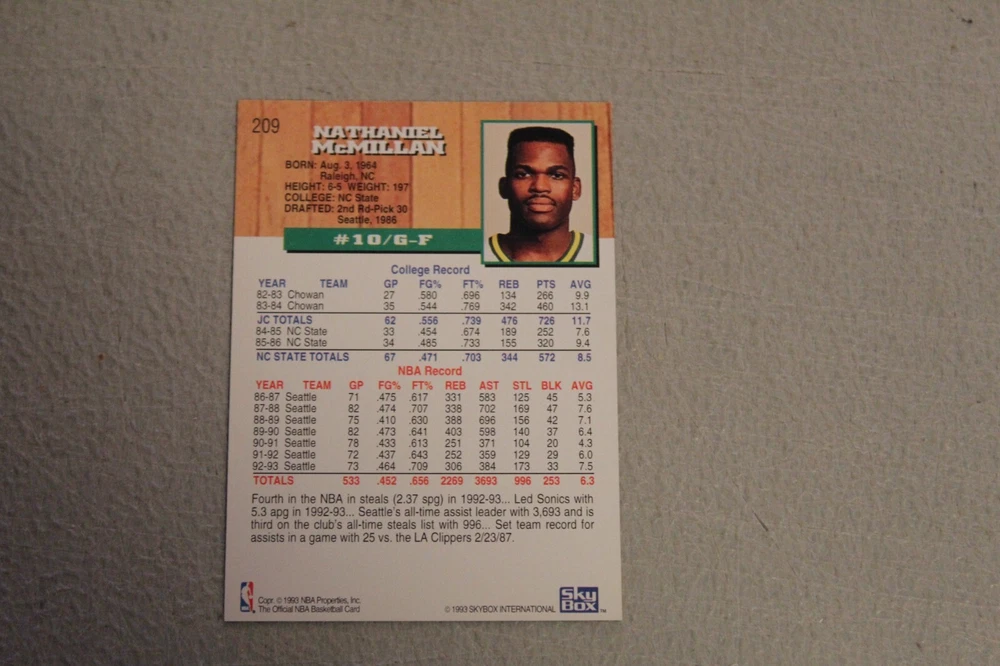 209
NATHANIEL
McMILLAN
BORN: Aug. 3, 1964
Raleigh, NC
HEIGHT: 6-5 WEIGHT: 197
COLLEGE: NC State
DRAFTED: 2nd Rd-Pick 30
Seattle, 1986
#10/G-F
College Record
YEAR TEAM GP FG% FT% REB PTS AVG
82-83 Chowan 27 .580 .696 134 266 9.9
83-84 Chowan 35 .544 .769 342 460 13.1
JC TOTALS 62 .556 .739 476 726 11.7
84-85 NC State 33 .454 .674 189 252 7.6
85-86 NC State 34 .485 .733 155 320 9.4
NC STATE TOTALS 67 .471 .703 344 572 8.5
NBA Record
YEAR TEAM GP FG% FT% REB AST STL BLK AVG
86-87 Seattle 71 .475 .617 331 583 125 45 5.3
87-88 Seattle 82 .474 .707 338 702 169 47 7.6
88-89 Seattle 75 .410 .630 388 696 156 42 7.1
89-90 Seattle 82 .473 .641 403 598 140 37 6.4
90-91 Seattle 78 .433 .613 251 371 104 20 4.3
91-92 Seattle 72 .437 .643 252 359 129 29 6.0
92-93 Seattle 73 .464 .709 306 384 173 33 7.5
TOTALS 533 .452 .656 2269 3693 996 253 6.3
Fourth in the NBA in steals (2.37 spg) in 1992-93... Led Sonics with
5.3 apg in 1992-93... Seattle's all-time assist leader with 3,693 and is
third on the club's all-time steals list with 996... Set team record for
assists in a game with 25 vs. the LA Clippers 2/23/87.
Copr. © 1993 NBA Properties, Inc.
The Official NBA Basketball Card
© 1993 SKYBOX INTERNATIONAL
Sky
Box™